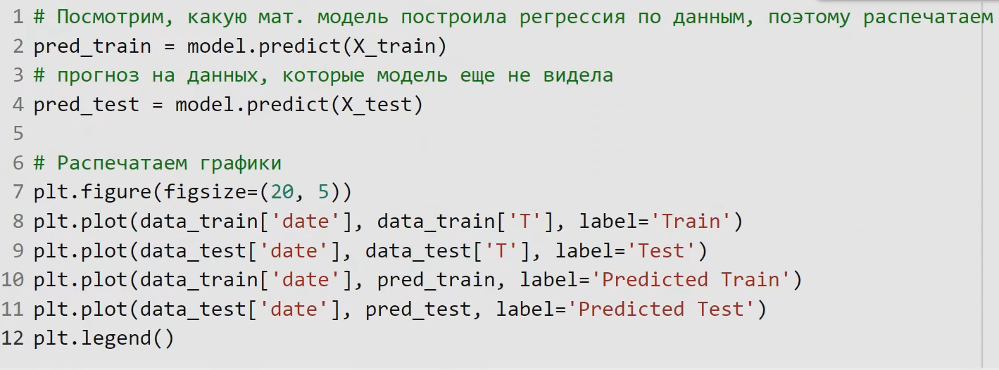 1 # Посмотрим, какую мат. модель построила регрессия по данным, поэтому распечатаем
2 pred_train = model.predict(X_train)
3 # прогноз на данных, которые модель еще не видела
4 pred_test = model.predict(X_test)
5
6 # Распечатаем графики
7 plt.figure(figsize=(20, 5))
8 plt.plot(data_train['date'], data_train['T'], label='Train')
9 plt.plot(data_test['date'], data_test['T'], label='Test')
10 plt.plot(data_train['date'], pred_train, label='Predicted Train')
11 plt.plot(data_test['date'], pred_test, label='Predicted Test')
12 plt.legend()